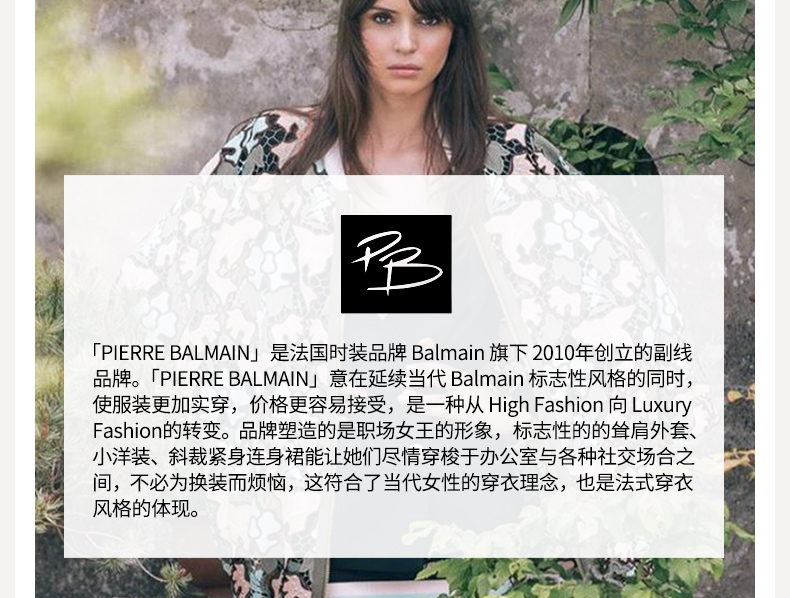 PB
「PIERRE BALMAIN」是法国时装品牌 Balmain 旗下 2010年创立的副线
品牌。「PIERRE BALMAIN」意在延续当代 Balmain 标志性风格的同时，
使服装更加实穿，价格更容易接受，是一种从 High Fashion 向 Luxury
Fashion的转变。品牌塑造的是职场女王的形象，标志性的的耸肩外套、
小洋装、斜裁紧身连身裙能让她们尽情穿梭于办公室与各种社交场合之
间，不必为换装而烦恼，这符合了当代女性的穿衣理念，也是法式穿衣
风格的体现。